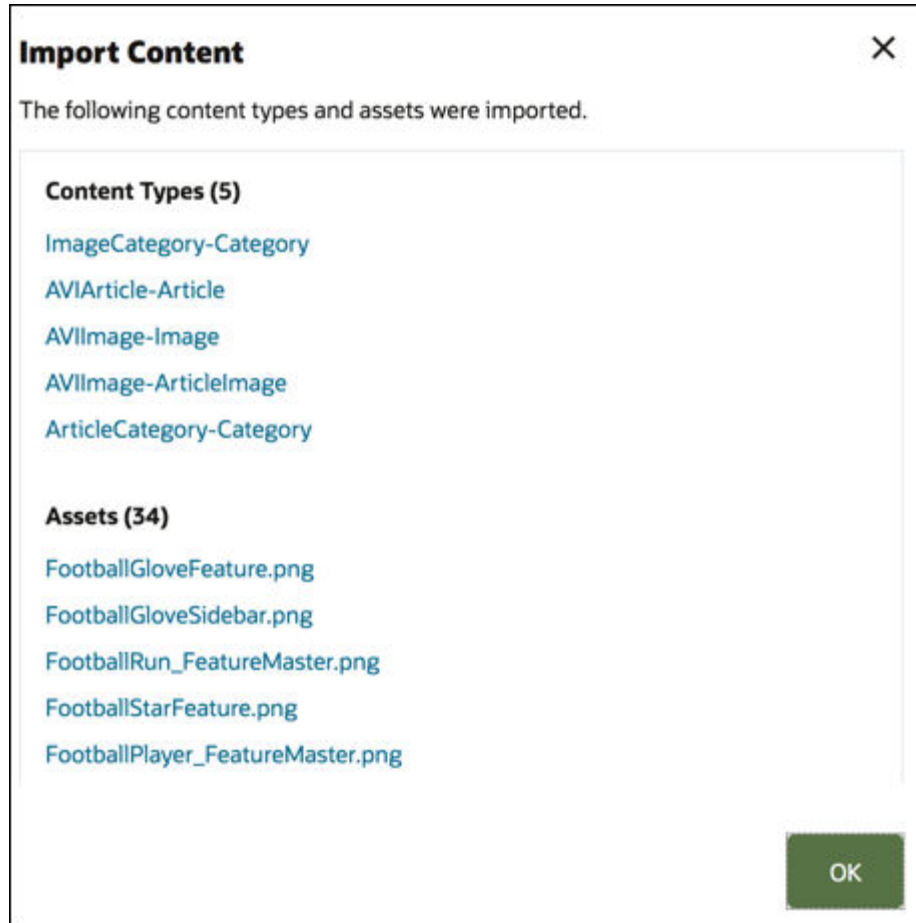 Import Content
The following content types and assets were imported.
Content Types (5)
ImageCategory-Category
AVIArticle-Article
AVIImage-Image
AVIImage-ArticleImage
ArticleCategory-Category
Assets (34)
FootballGloveFeature.png
FootballGloveSidebar.png
FootballRun_FeatureMaster.png
FootballStarFeature.png
FootballPlayer_FeatureMaster.png
OK